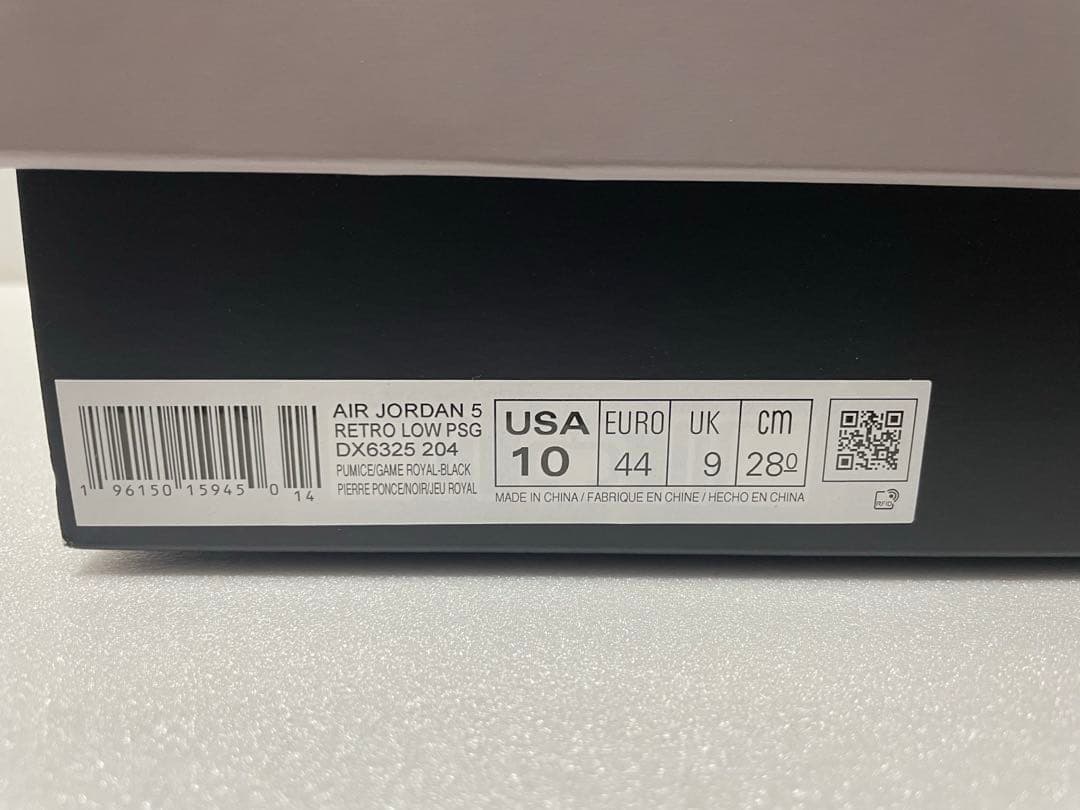 AIR JORDAN 5
RETRO LOW PSG
DX6325 204
PUMICE/GAME ROYAL-BLACK
PIERRE PONCE/NOIR/JEU ROYAL
1 96150 15945 0 14
USA EURO UK cm
10 44 9 280
MADE IN CHINA / FABRIQUE EN CHINE / HECHO EN CHINA
RFID